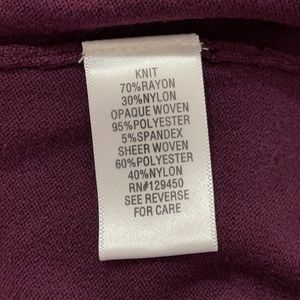 KNIT
70%RAYON
30%NYLON
OPAQUE WOVEN
95%POLYESTER
5%SPANDEX
SHEER WOVEN
60%POLYESTER
40%NYLON
RN#129450
SEE REVERSE
FOR CARE